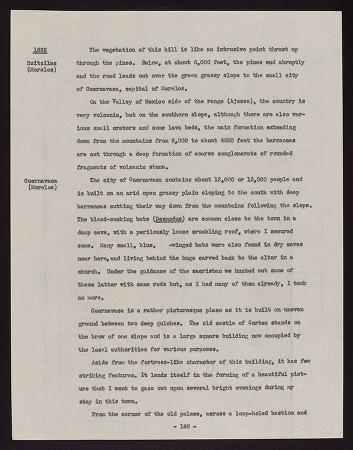 1892
Huitzilac
(Morelos)
The vegetation of this hill is like an intrusive point thrust up
through the pines. Below, at about 6,000 feet, the pines end abruptly
and the road leads out over the green grassy slope to the small city
of Cuernavaca, capital of Morelos.
On the Valley of Mexico side of the range (Ajusco), the country is
very volcanic, but on the southern slope, although there are also var-
ious small craters and some lava beds, the main formation extending
down from the mountains from 8,000 to about 4500 feet the barrancas
are cut through a deep formation of coarse conglomerate of rounded
fragments of volcanic stone.
Cuernavaca
(Morelos)
The city of Cuernavaca contains about 12,000 or 15,000 people and
is built on an arid open grassy plain sloping to the south with deep
barrancas cutting their way down from the mountains following the slope.
The blood-sucking bats (Desmodus) are common close to the town in a
damp cave, with a perilously loose crumbling roof, where I secured
some. Many small, blue, -winged bats were also found in dry caves
near here, and living behind the huge carved back to the altar in a
church. Under the guidance of the sacristan we hunted out some of
these latter with cane rods but, as I had many of them already, I took
no more.
Cuernavaca is a rather picturesque place as it is built on uneven
ground between two deep gulches. The old castle of Cortez stands on
the brow of one slope and is a large square building now occupied by
the local authorities for various purposes.
Aside from the fortress-like character of this building, it has few
striking features. It lends itself in the forming of a beautiful pict-
ure that I went to gaze out upon several bright evenings during my
stay in this town.
From the corner of the old palace, across a loop-holed bastion and
- 148 -